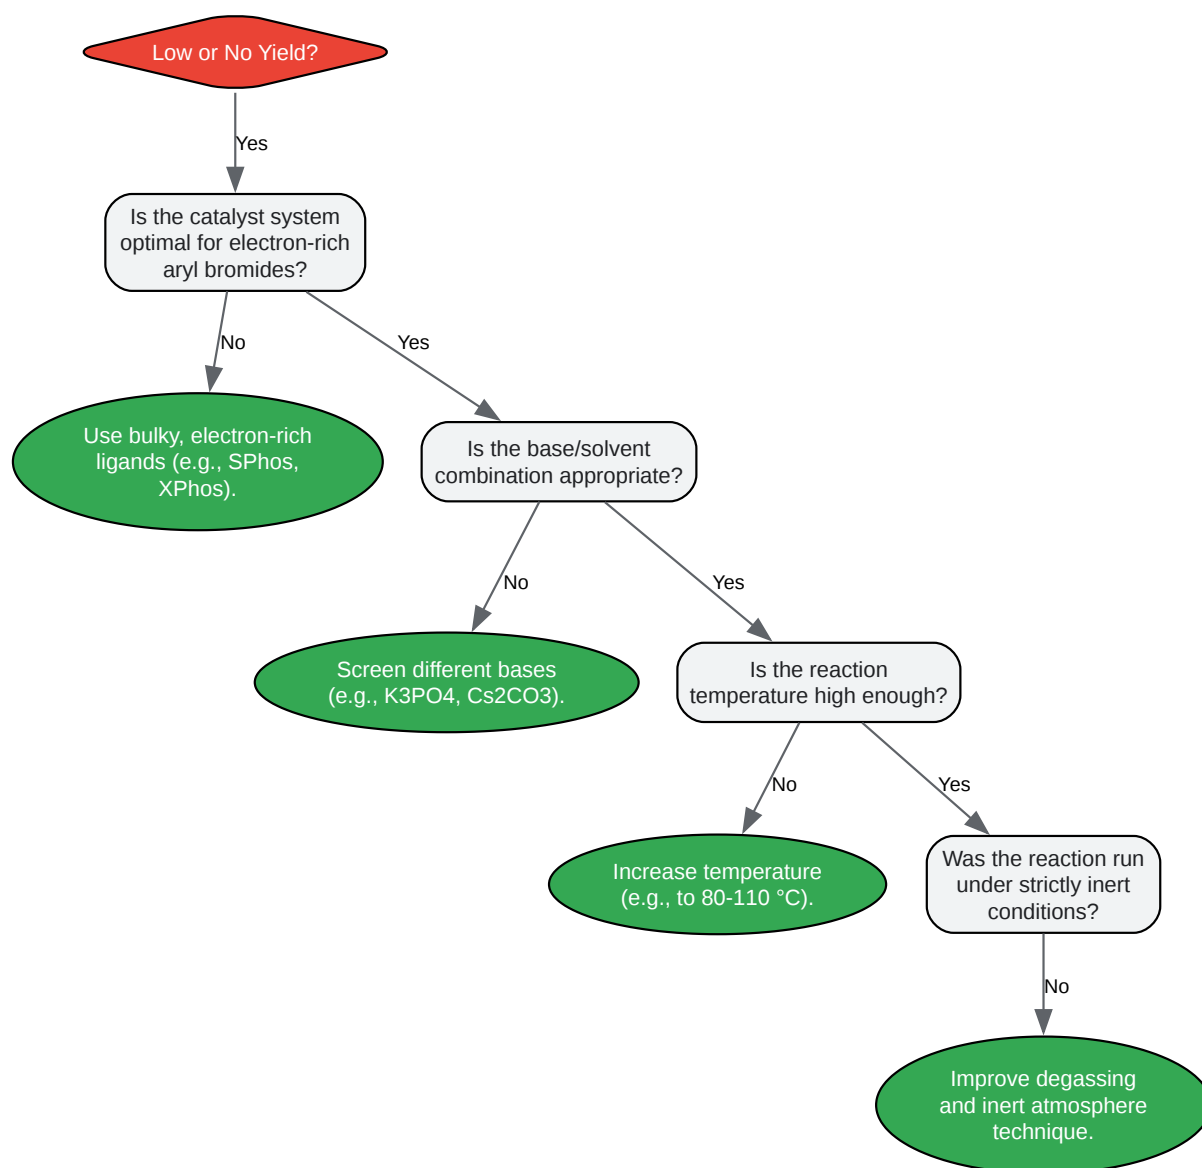 Low or No Yield?
Yes
Is the catalyst system
optimal for electron-rich
aryl bromides?
No
Yes
Use bulky, electron-rich
ligands (e.g., SPhos,
XPhos).
Is the base/solvent
combination appropriate?
No
Yes
Screen different bases
(e.g., K3PO4, Cs2CO3).
Is the reaction
temperature high enough?
No
Yes
Increase temperature
(e.g., to 80-110 °C).
Was the reaction run
under strictly inert
conditions?
No
Improve degassing
and inert atmosphere
technique.